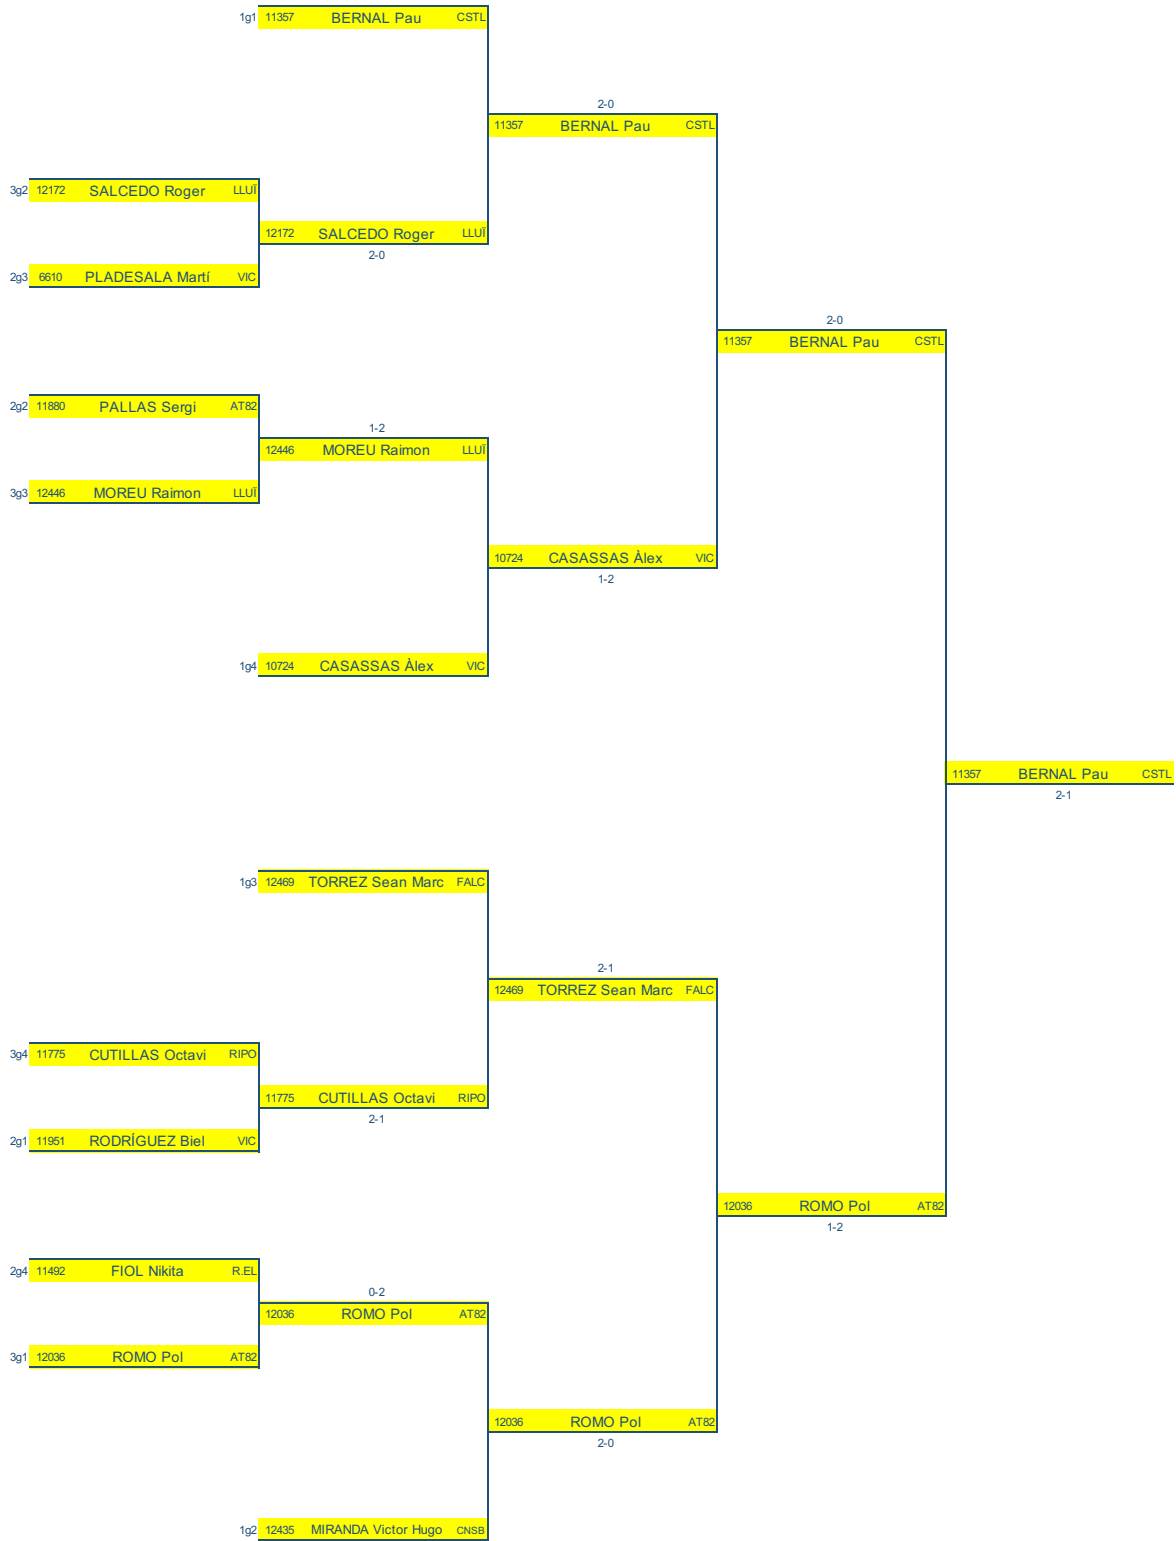 1g1 11357 BERNAL Pau CSTL
2-0
11357 BERNAL Pau CSTL
3g2 12172 SALCEDO Roger LLUÏ
12172 SALCEDO Roger LLUÏ
2-0
2g3 6610 PLADESALA Martí VIC
2-0
11357 BERNAL Pau CSTL
2g2 11880 PALLAS Sergi AT82
1-2
12446 MOREU Raimon LLUÏ
3g3 12446 MOREU Raimon LLUÏ
10724 CASASSAS Àlex VIC
1-2
1g4 10724 CASASSAS Àlex VIC
11357 BERNAL Pau CSTL
2-1
1g3 12469 TORREZ Sean Marc FALC
2-1
12469 TORREZ Sean Marc FALC
3g4 11775 CUTILLAS Octavi RIPO
11775 CUTILLAS Octavi RIPO
2-1
2g1 11951 RODRÍGUEZ Biel VIC
12036 ROMO Pol AT82
1-2
2g4 11492 FIOL Nikita R.EL
0-2
12036 ROMO Pol AT82
3g1 12036 ROMO Pol AT82
12036 ROMO Pol AT82
2-0
1g2 12435 MIRANDA Victor Hugo CNSB